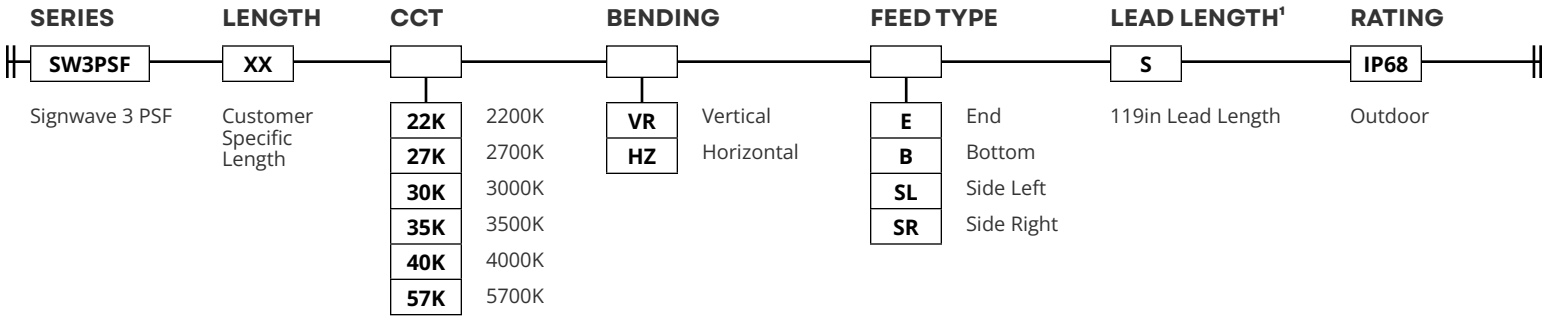 SERIES LENGTH CCT BENDING FEED TYPE LEAD LENGTH¹ RATING
SW3PSF XX S IP68
Signwave 3 PSF Customer 22K 2200K VR Vertical E End 119in Lead Length Outdoor
Specific
Length
27K 2700K HZ Horizontal B Bottom
30K 3000K SL Side Left
35K 3500K SR Side Right
40K 4000K
57K 5700K